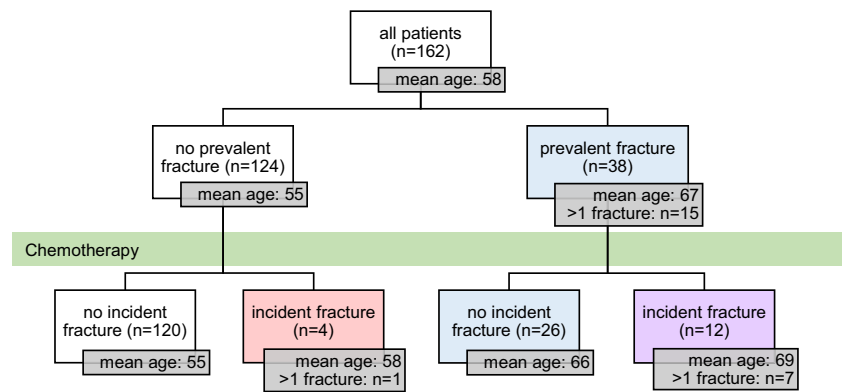 all patients
(n=162)
mean age: 58
no prevalent
fracture (n=124)
mean age: 55
prevalent fracture
(n=38)
mean age: 67
>1 fracture: n=15
Chemotherapy
no incident
fracture (n=120)
mean age: 55
incident fracture
(n=4)
mean age: 58
>1 fracture: n=1
no incident
fracture (n=26)
mean age: 66
incident fracture
(n=12)
mean age: 69
>1 fracture: n=7